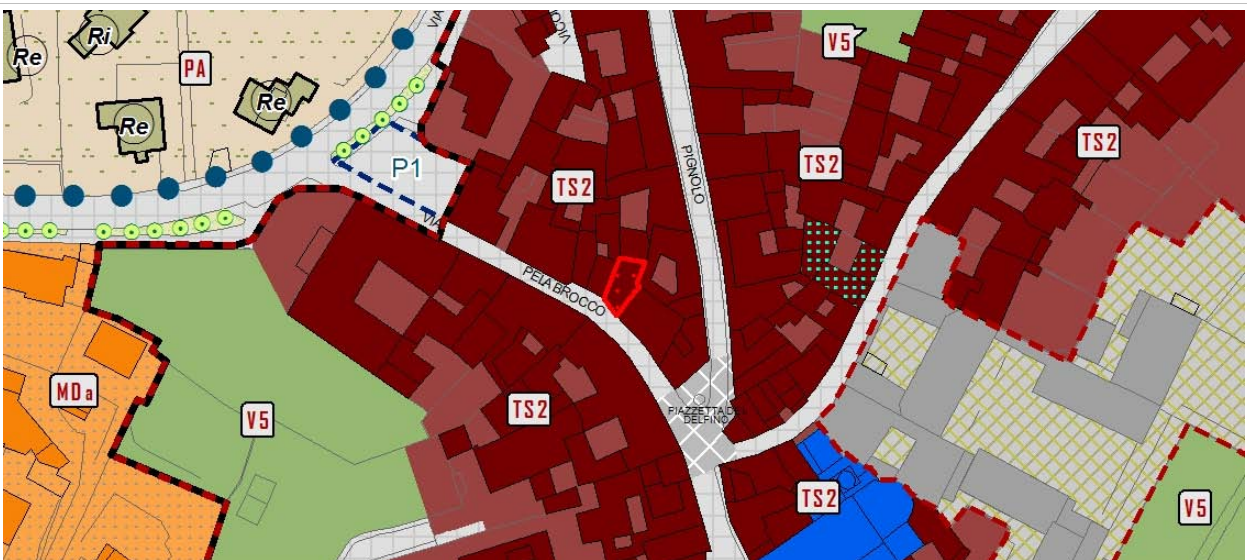 VIA
VICOL
V5
Ri
Re
PA
Re
Re
TS2
P1
TS2
TS2
PIGNOLO
VIA
PELABROCCO
MDa
V5
TS2
PIAZZETTA DEL
DELFINO
TS2
V5